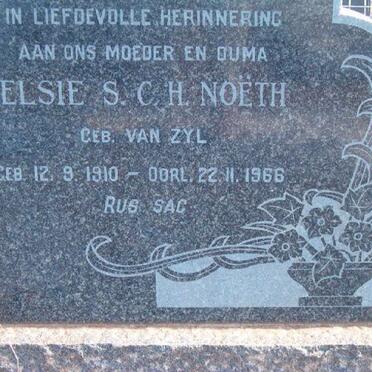 IN LIEFDEVOLLE HERINNERING
AAN ONS MOEDER EN OUMA
ELSIE S. C. H. NOËTH
GEB. VAN ZYL
GEB. 12. 9. 1910 - OORL. 22. 11. 1966
RUS SAG